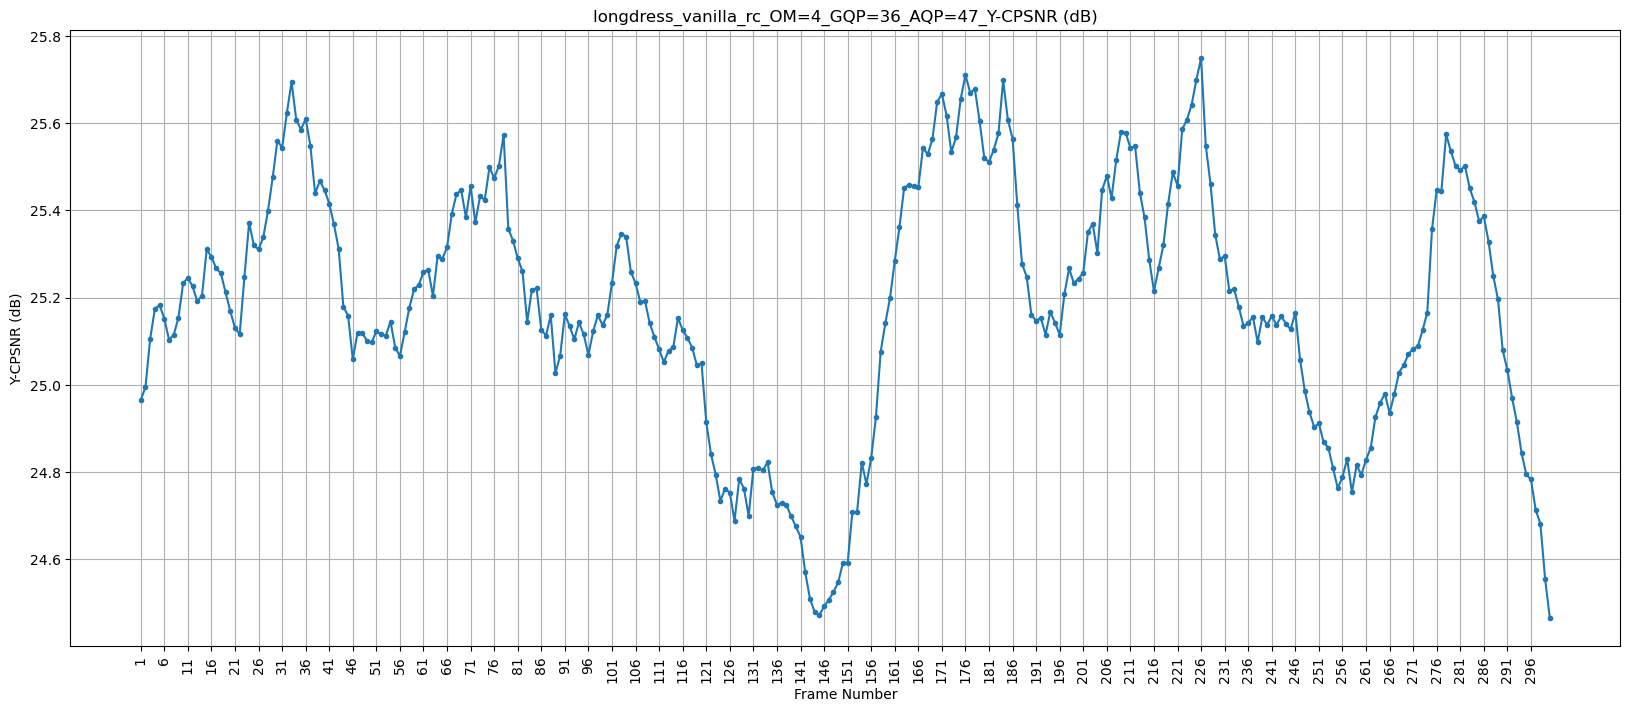 longdress_vanilla_rc_OM=4_GQP=36_AQP=47_Y-CPSNR (dB)
25.8
25.6
25.4
25.2
25.0
24.8
24.6
Y-CPSNR (dB)
1 6 11 16 21 26 31 36 41 46 51 56 61 66 71 76 81 86 91 96 101 106 111 116 121 126 131 136 141 146 151 156 161 166 171 176 181 186 191 196 201 206 211 216 221 226 231 236 241 246 251 256 261 266 271 276 281 286 291 296
Frame Number